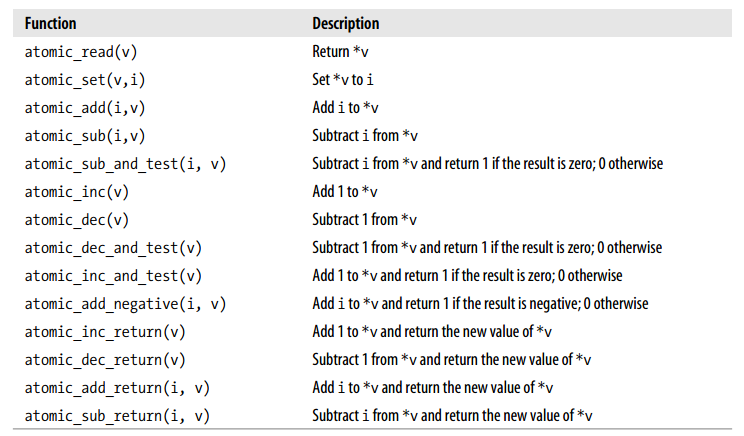 Function Description
atomic_read(v) Return *v
atomic_set(v,i) Set *v to i
atomic_add(i,v) Add i to *v
atomic_sub(i,v) Subtract i from *v
atomic_sub_and_test(i, v) Subtract i from *v and return 1 if the result is zero; 0 otherwise
atomic_inc(v) Add 1 to *v
atomic_dec(v) Subtract 1 from *v
atomic_dec_and_test(v) Subtract 1 from *v and return 1 if the result is zero; 0 otherwise
atomic_inc_and_test(v) Add 1 to *v and return 1 if the result is zero; 0 otherwise
atomic_add_negative(i, v) Add i to *v and return 1 if the result is negative; 0 otherwise
atomic_inc_return(v) Add 1 to *v and return the new value of *v
atomic_dec_return(v) Subtract 1 from *v and return the new value of *v
atomic_add_return(i, v) Add i to *v and return the new value of *v
atomic_sub_return(i, v) Subtract i from *v and return the new value of *v